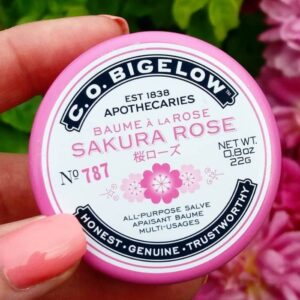 C.O. BIGELOW™
EST 1838
APOTHECARIES
BAUME À LA ROSE
SAKURA ROSE
桜ローズ
Nº 787
NET WT.
0.8oz
22G
ALL-PURPOSE SALVE
APAISANT BAUME
MULTI-USAGES
HONEST · GENUINE · TRUSTWORTHY